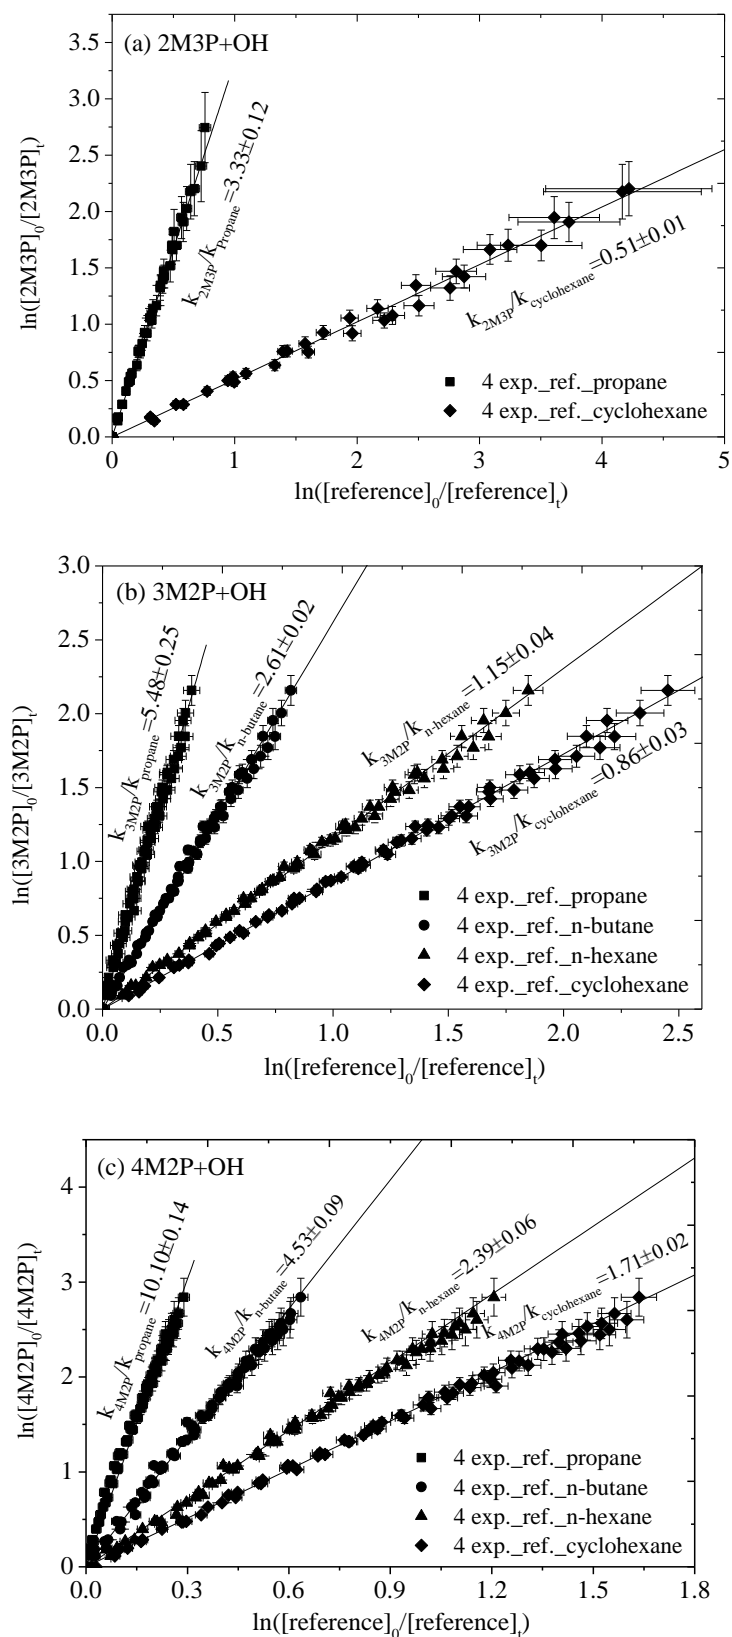 (a) 2M3P+OH
3.5
3.0
2.5
2.0
1.5
1.0
0.5
0.0
ln([2M3P]₀/[2M3P]ₜ)
k₂M3P/k_Propane=3.33±0.12
k₂M3P/k_cyclohexane=0.51±0.01
4 exp._ref._propane
4 exp._ref._cyclohexane
0 1 2 3 4 5
ln([reference]₀/[reference]ₜ)
(b) 3M2P+OH
3.0
2.5
2.0
1.5
1.0
0.5
0.0
ln([3M2P]₀/[3M2P]ₜ)
k₃M2P/k_propane=5.48±0.25
k₃M2P/k_n-butane=2.61±0.02
k₃M2P/k_n-hexane=1.15±0.04
k₃M2P/k_cyclohexane=0.86±0.03
4 exp._ref._propane
4 exp._ref._n-butane
4 exp._ref._n-hexane
4 exp._ref._cyclohexane
0.0 0.5 1.0 1.5 2.0 2.5
ln([reference]₀/[reference]ₜ)
(c) 4M2P+OH
4
3
2
1
0
ln([4M2P]₀/[4M2P]ₜ)
k₄M2P/k_propane=10.10±0.14
k₄M2P/k_n-butane=4.53±0.09
k₄M2P/k_n-hexane=2.39±0.06
k₄M2P/k_cyclohexane=1.71±0.02
4 exp._ref._propane
4 exp._ref._n-butane
4 exp._ref._n-hexane
4 exp._ref._cyclohexane
0.0 0.3 0.6 0.9 1.2 1.5 1.8
ln([reference]₀/[reference]ₜ)